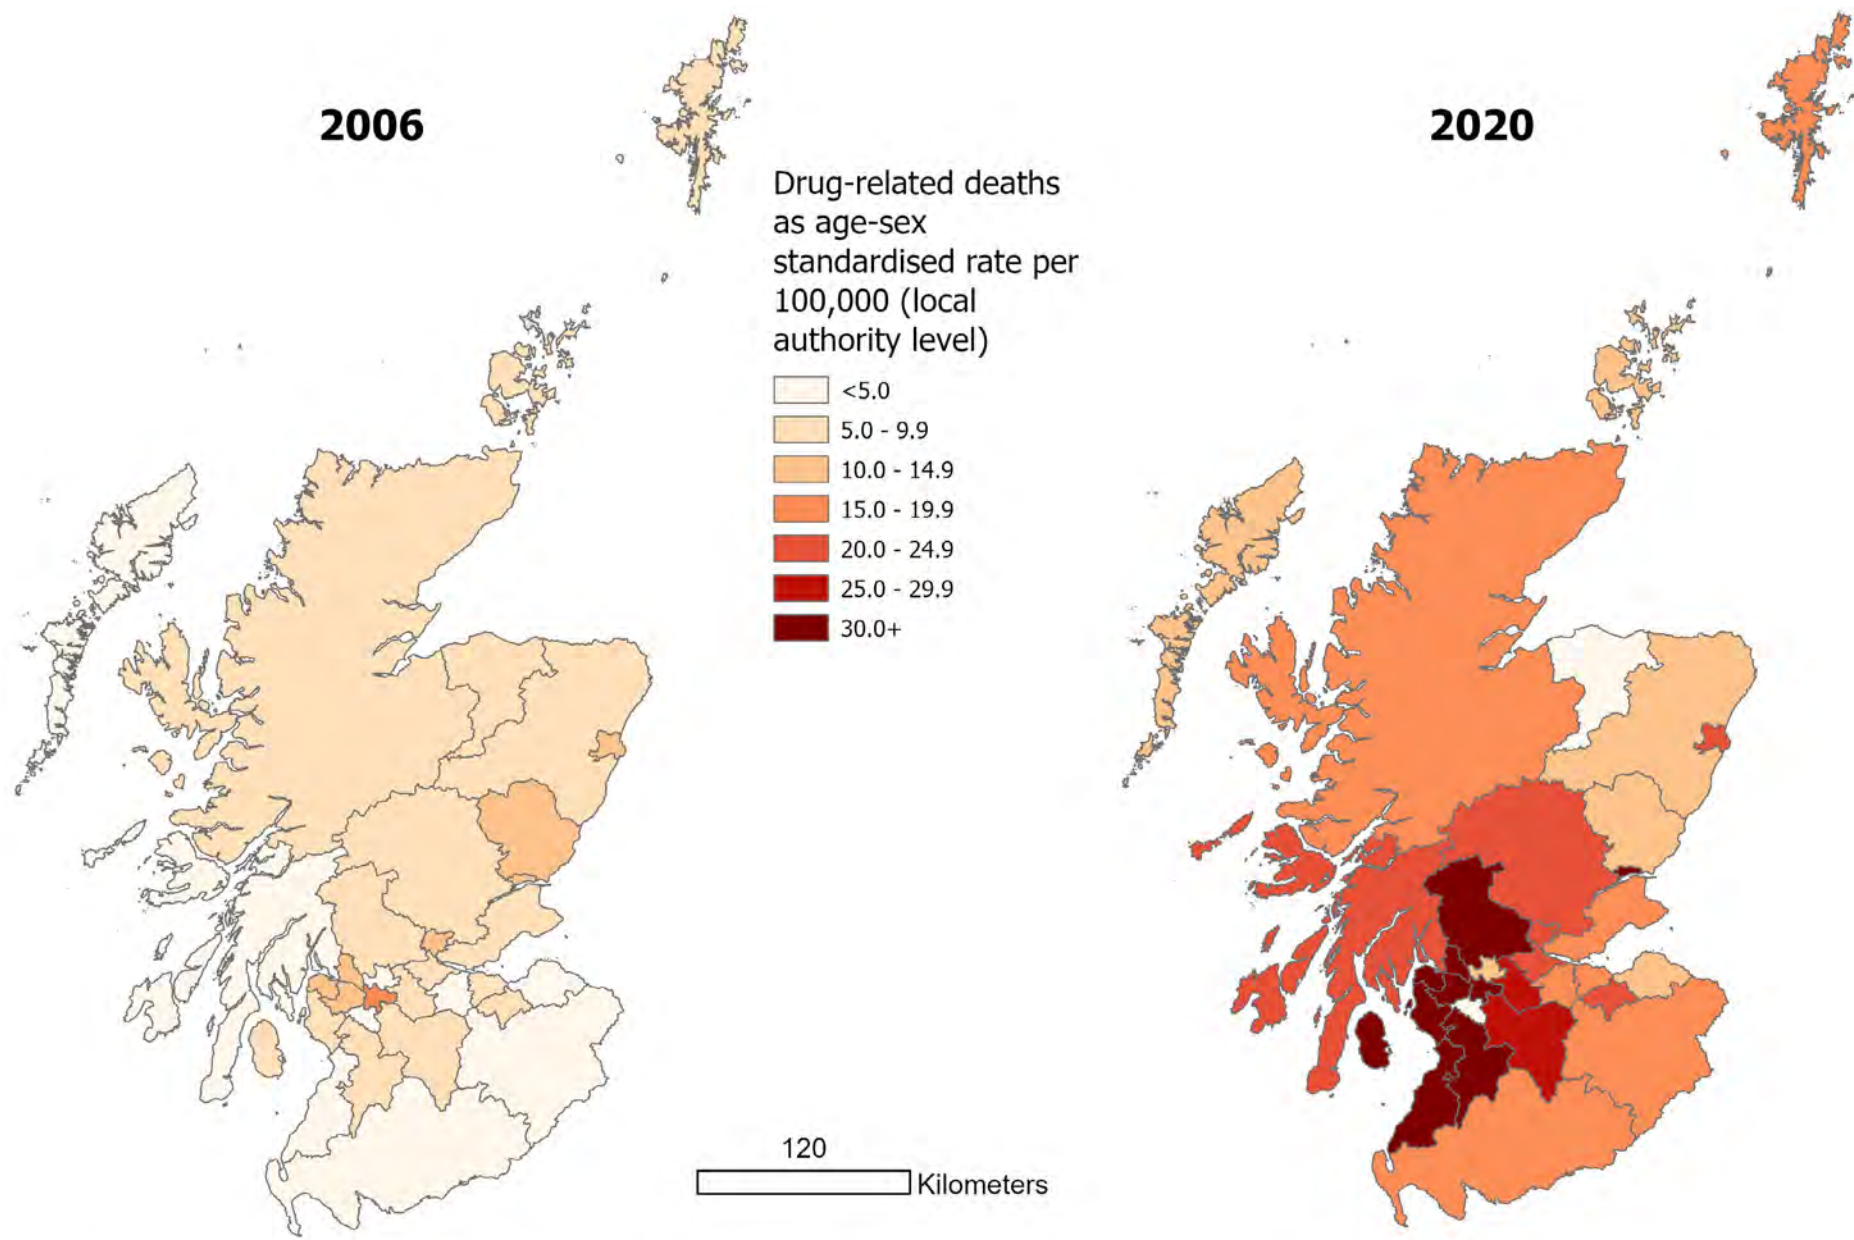 2006
2020
Drug-related deaths
as age-sex
standardised rate per
100,000 (local
authority level)
<5.0
5.0 - 9.9
10.0 - 14.9
15.0 - 19.9
20.0 - 24.9
25.0 - 29.9
30.0+
120
Kilometers